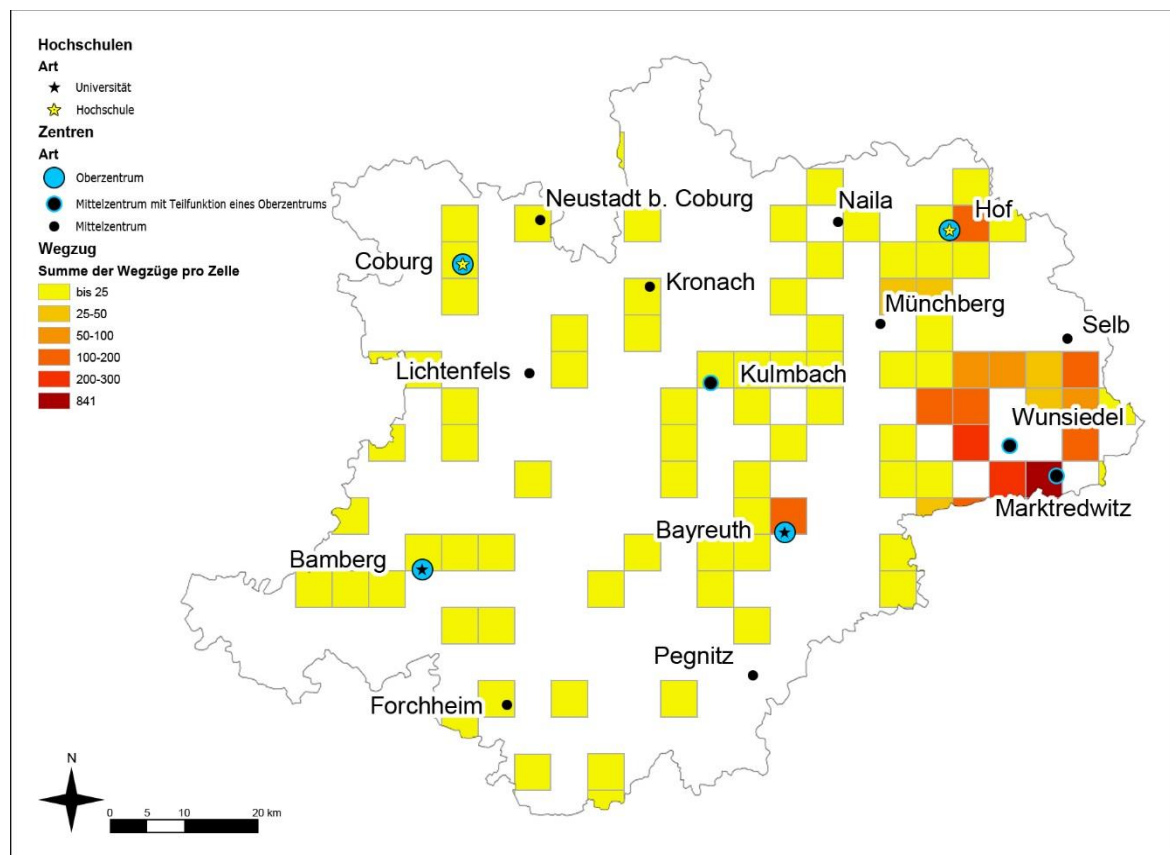 Hochschulen
Art
Universität
Hochschule
Zentren
Art
Oberzentrum
Mittelzentrum mit Teilfunktion eines Oberzentrums
Mittelzentrum
Wegzug
Summe der Wegzüge pro Zelle
bis 25
25-50
50-100
100-200
200-300
841
Neustadt b. Coburg
Naila
Hof
Coburg
Kronach
Münchberg
Selb
Lichtenfels
Kulmbach
Wunsiedel
Marktredwitz
Bayreuth
Bamberg
Pegnitz
Forchheim
N
0 5 10 20 km